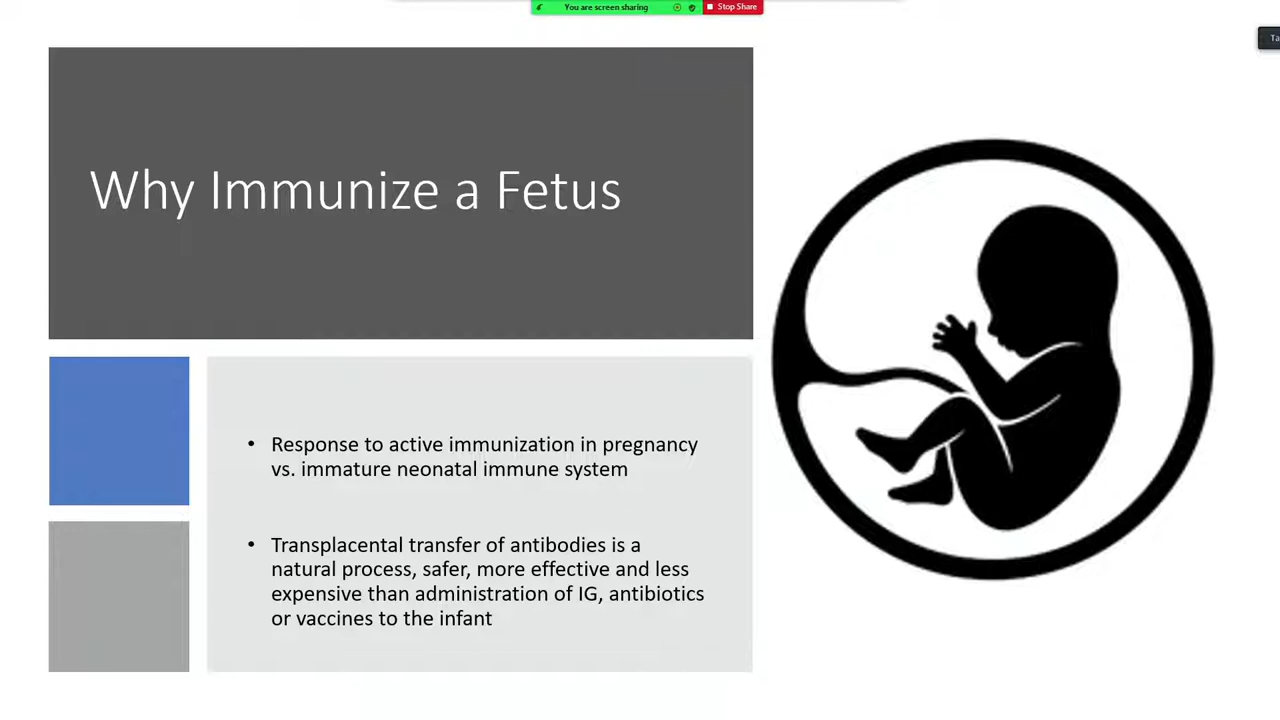 You are screen sharing
Stop Share
Ta
Why Immunize a Fetus
• Response to active immunization in pregnancy
vs. immature neonatal immune system
• Transplacental transfer of antibodies is a
natural process, safer, more effective and less
expensive than administration of IG, antibiotics
or vaccines to the infant